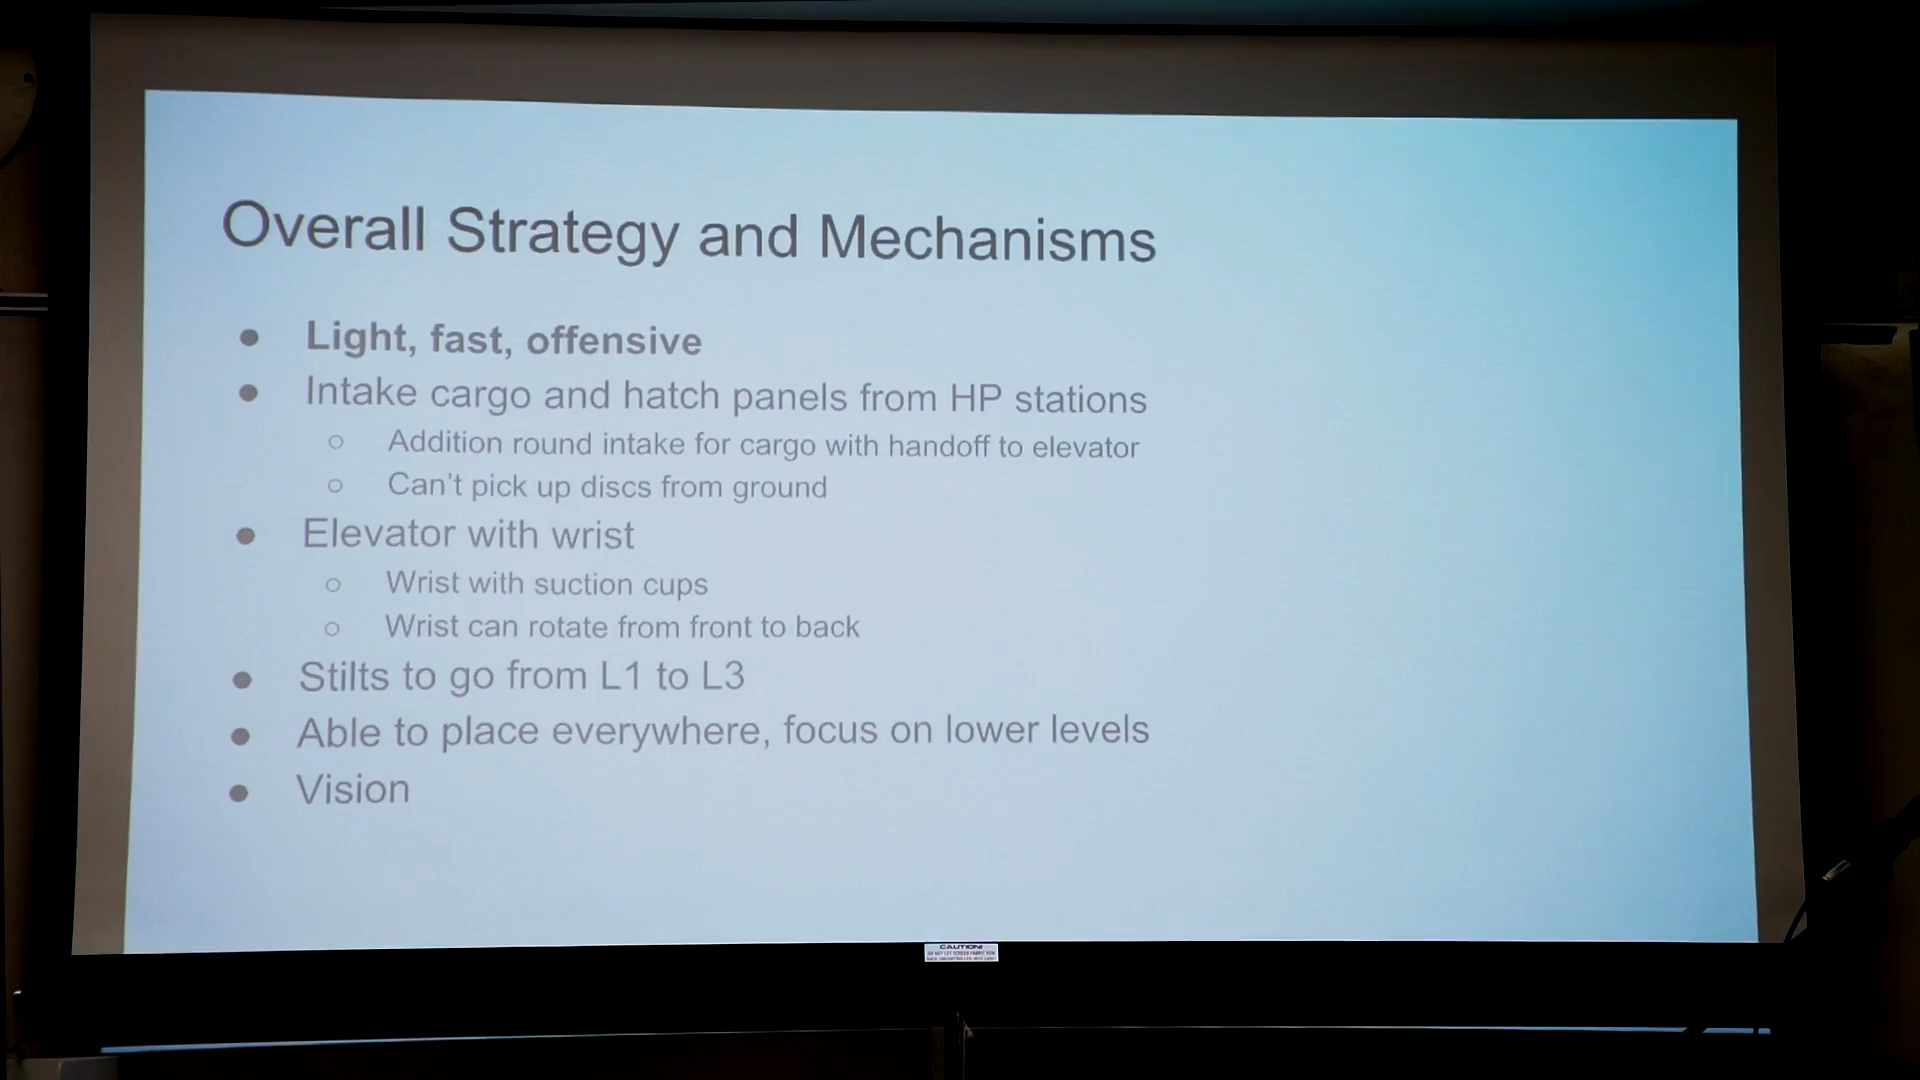 Overall Strategy and Mechanisms
● Light, fast, offensive
● Intake cargo and hatch panels from HP stations
○ Addition round intake for cargo with handoff to elevator
○ Can't pick up discs from ground
● Elevator with wrist
○ Wrist with suction cups
○ Wrist can rotate from front to back
● Stilts to go from L1 to L3
● Able to place everywhere, focus on lower levels
● Vision
CAUTION!